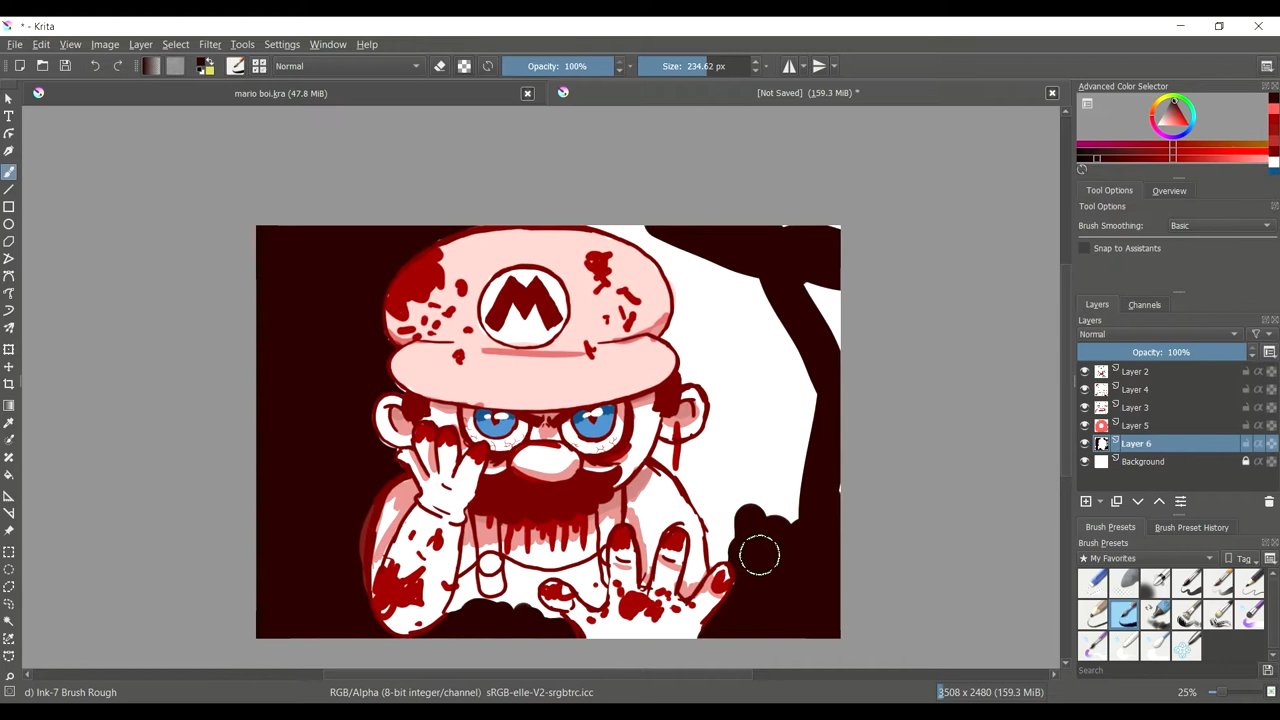 * - Krita
File Edit View Image Layer Select Filter Tools Settings Window Help
Normal Opacity: 100% Size: 234.62 px
mario boi.kra (47.8 MiB)
[Not Saved] (159.3 MiB) *
Advanced Color Selector
Tool Options Overview
Tool Options
Brush Smoothing: Basic
Snap to Assistants
Layers Channels
Layers
Normal
Opacity: 100%
Layer 2
Layer 4
Layer 3
Layer 5
Layer 6
Background
Brush Presets Brush Preset History
Brush Presets
★ My Favorites Tag
Search
M
d) Ink-7 Brush Rough
RGB/Alpha (8-bit integer/channel) sRGB-elle-V2-srgbtrc.icc
3508 x 2480 (159.3 MiB)
25%